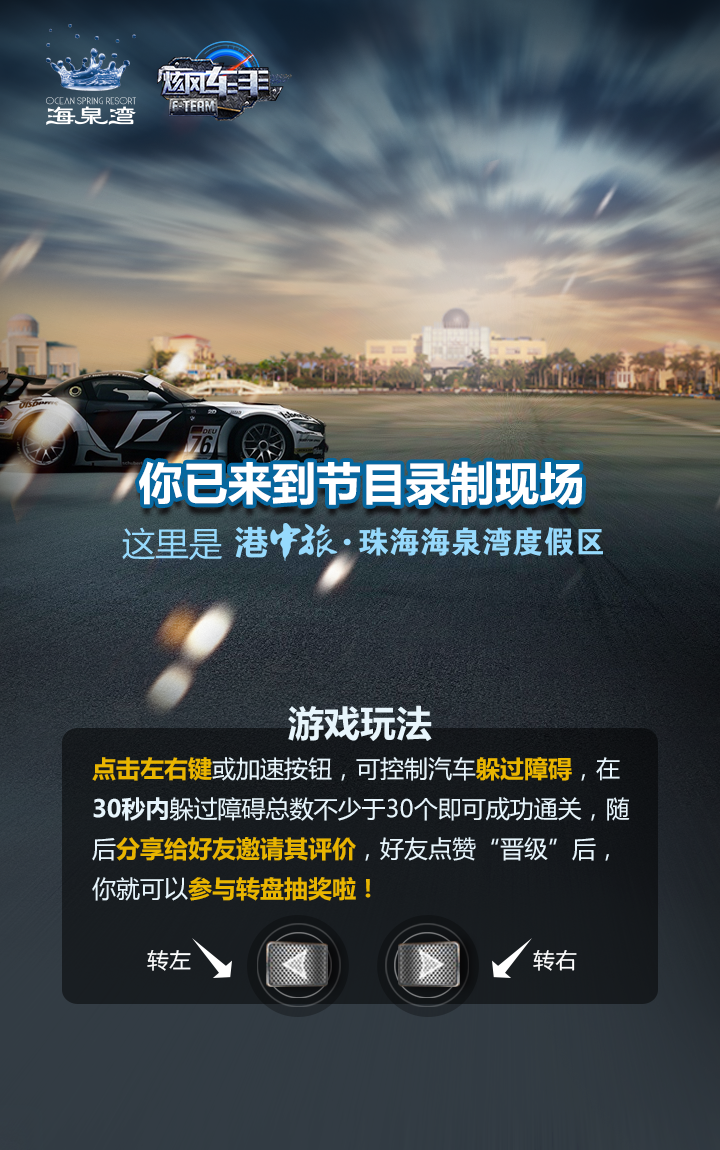 OCEAN SPRING RESORT
海泉湾
炫风车手
E-TEAM
DEU
76
你已来到节目录制现场
这里是 港中旅·珠海海泉湾度假区
游戏玩法
点击左右键或加速按钮，可控制汽车躲过障碍，在
30秒内躲过障碍总数不少于30个即可成功通关，随
后分享给好友邀请其评价，好友点赞“晋级”后，
你就可以参与转盘抽奖啦！
转左 转右